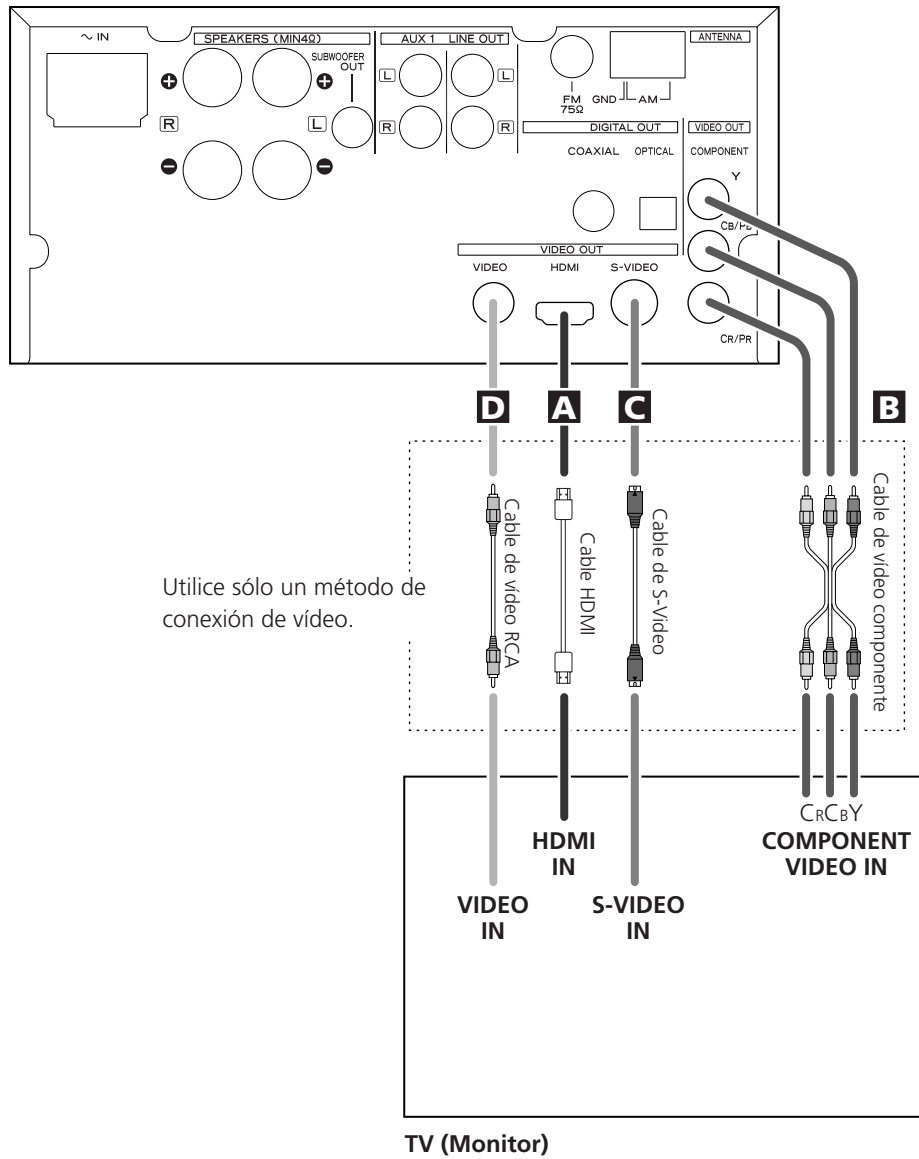 ∼ IN
SPEAKERS (MIN4Ω)
SUBWOOFER
OUT
R
L
AUX 1 LINE OUT
L
L
R
R
ANTENNA
FM
75Ω
GND
AM
DIGITAL OUT
COAXIAL
OPTICAL
VIDEO OUT
COMPONENT
Y
CB/PB
CR/PR
VIDEO OUT
VIDEO
HDMI
S-VIDEO
D
A
C
B
Cable de vídeo RCA
Cable HDMI
Cable de S-Video
Cable de vídeo componente
Utilice sólo un método de
conexión de vídeo.
CRCBY
HDMI
IN
COMPONENT
VIDEO IN
VIDEO
IN
S-VIDEO
IN
TV (Monitor)